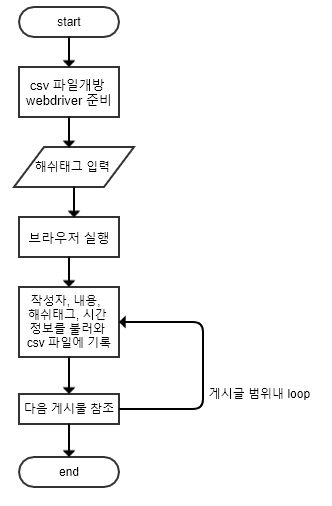 start
csv 파일개방
webdriver 준비
해쉬태그 입력
브라우저 실행
작성자, 내용,
해쉬태그, 시간
정보를 불러와
csv 파일에 기록
게시글 범위내 loop
다음 게시물 참조
end